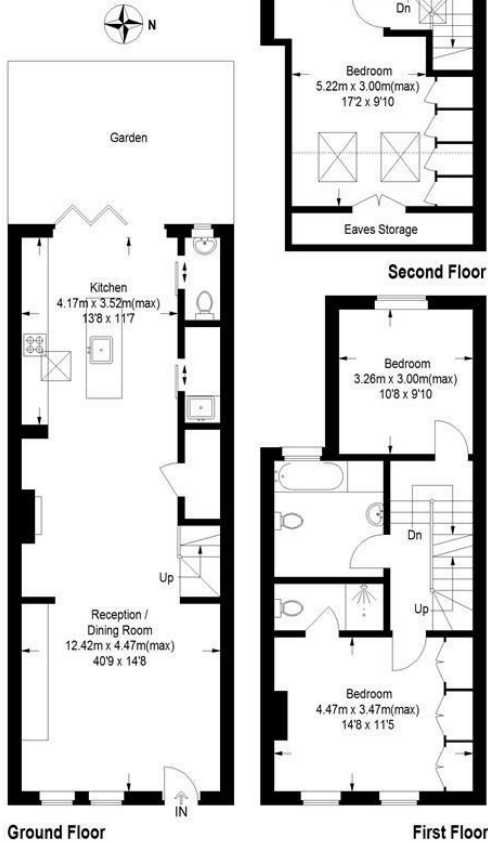 N
Garden
Kitchen
4.17m x 3.52m(max)
13'8 x 11'7
Up
Reception /
Dining Room
12.42m x 4.47m(max)
40'9 x 14'8
IN
Ground Floor
Dn
Bedroom
5.22m x 3.00m(max)
17'2 x 9'10
Eaves Storage
Second Floor
Bedroom
3.26m x 3.00m(max)
10'8 x 9'10
Dn
Up
Bedroom
4.47m x 3.47m(max)
14'8 x 11'5
First Floor